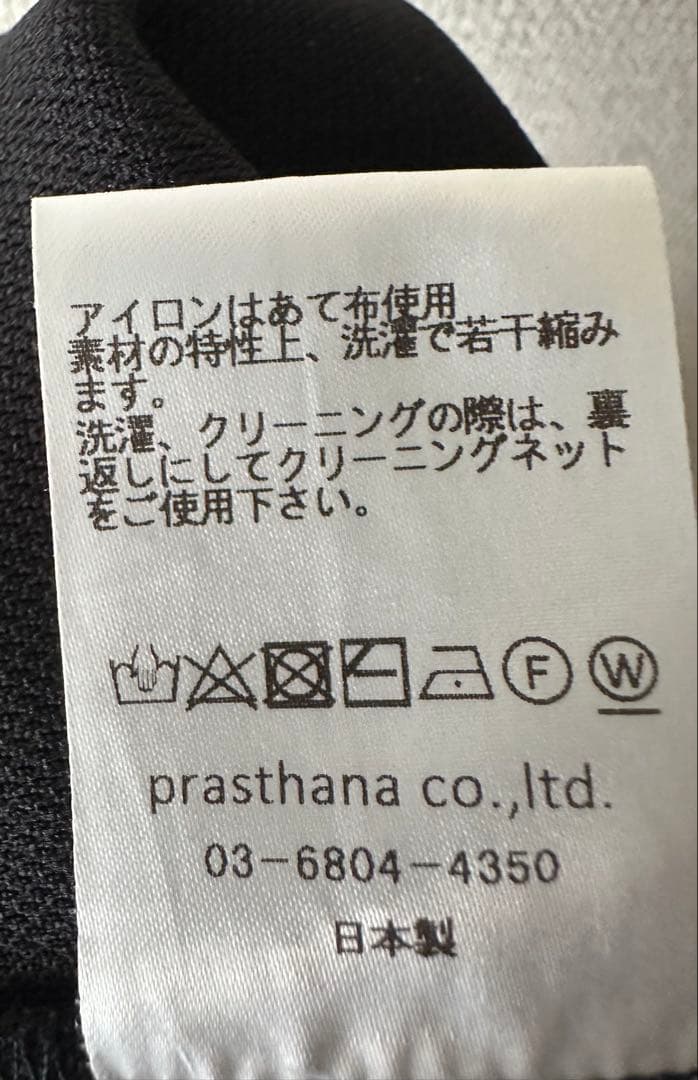 アイロンはあて布使用
素材の特性上、洗濯で若干縮み
ます。
洗濯、クリーニングの際は、裏
返しにしてクリーニングネット
をご使用下さい。
F W
prasthana co.,ltd.
03-6804-4350
日本製